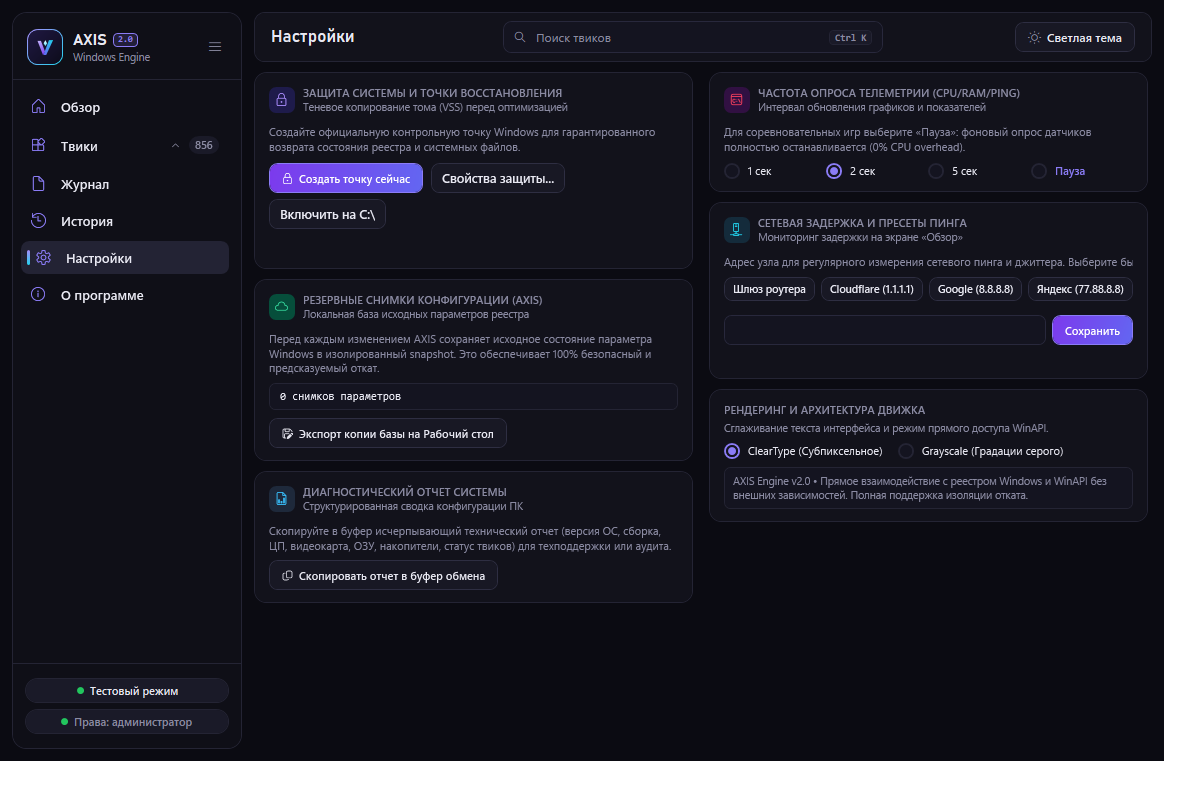 AXIS 2.0
Windows Engine
Обзор
Твики 856
Журнал
История
Настройки
О программе
Тестовый режим
Права: администратор
Настройки
Поиск твиков Ctrl K
Светлая тема
ЗАЩИТА СИСТЕМЫ И ТОЧКИ ВОССТАНОВЛЕНИЯ
Теневое копирование тома (VSS) перед оптимизацией
Создайте официальную контрольную точку Windows для гарантированного
возврата состояния реестра и системных файлов.
Создать точку сейчас
Свойства защиты...
Включить на C:\
РЕЗЕРВНЫЕ СНИМКИ КОНФИГУРАЦИИ (AXIS)
Локальная база исходных параметров реестра
Перед каждым изменением AXIS сохраняет исходное состояние параметра
Windows в изолированный snapshot. Это обеспечивает 100% безопасный и
предсказуемый откат.
0 снимков параметров
Экспорт копии базы на Рабочий стол
ДИАГНОСТИЧЕСКИЙ ОТЧЕТ СИСТЕМЫ
Структурированная сводка конфигурации ПК
Скопируйте в буфер исчерпывающий технический отчет (версия ОС, сборка,
ЦП, видеокарта, ОЗУ, накопители, статус твиков) для техподдержки или аудита.
Скопировать отчет в буфер обмена
ЧАСТОТА ОПРОСА ТЕЛЕМЕТРИИ (CPU/RAM/PING)
Интервал обновления графиков и показателей
Для соревновательных игр выберите «Пауза»: фоновый опрос датчиков
полностью останавливается (0% CPU overhead).
1 сек 2 сек 5 сек Пауза
СЕТЕВАЯ ЗАДЕРЖКА И ПРЕСЕТЫ ПИНГА
Мониторинг задержки на экране «Обзор»
Адрес узла для регулярного измерения сетевого пинга и джиттера. Выберите бы
Шлюз роутера
Cloudflare (1.1.1.1)
Google (8.8.8.8)
Яндекс (77.88.8.8)
Сохранить
РЕНДЕРИНГ И АРХИТЕКТУРА ДВИЖКА
Сглаживание текста интерфейса и режим прямого доступа WinAPI.
ClearType (Субпиксельное) Grayscale (Градации серого)
AXIS Engine v2.0 • Прямое взаимодействие с реестром Windows и WinAPI без
внешних зависимостей. Полная поддержка изоляции отката.